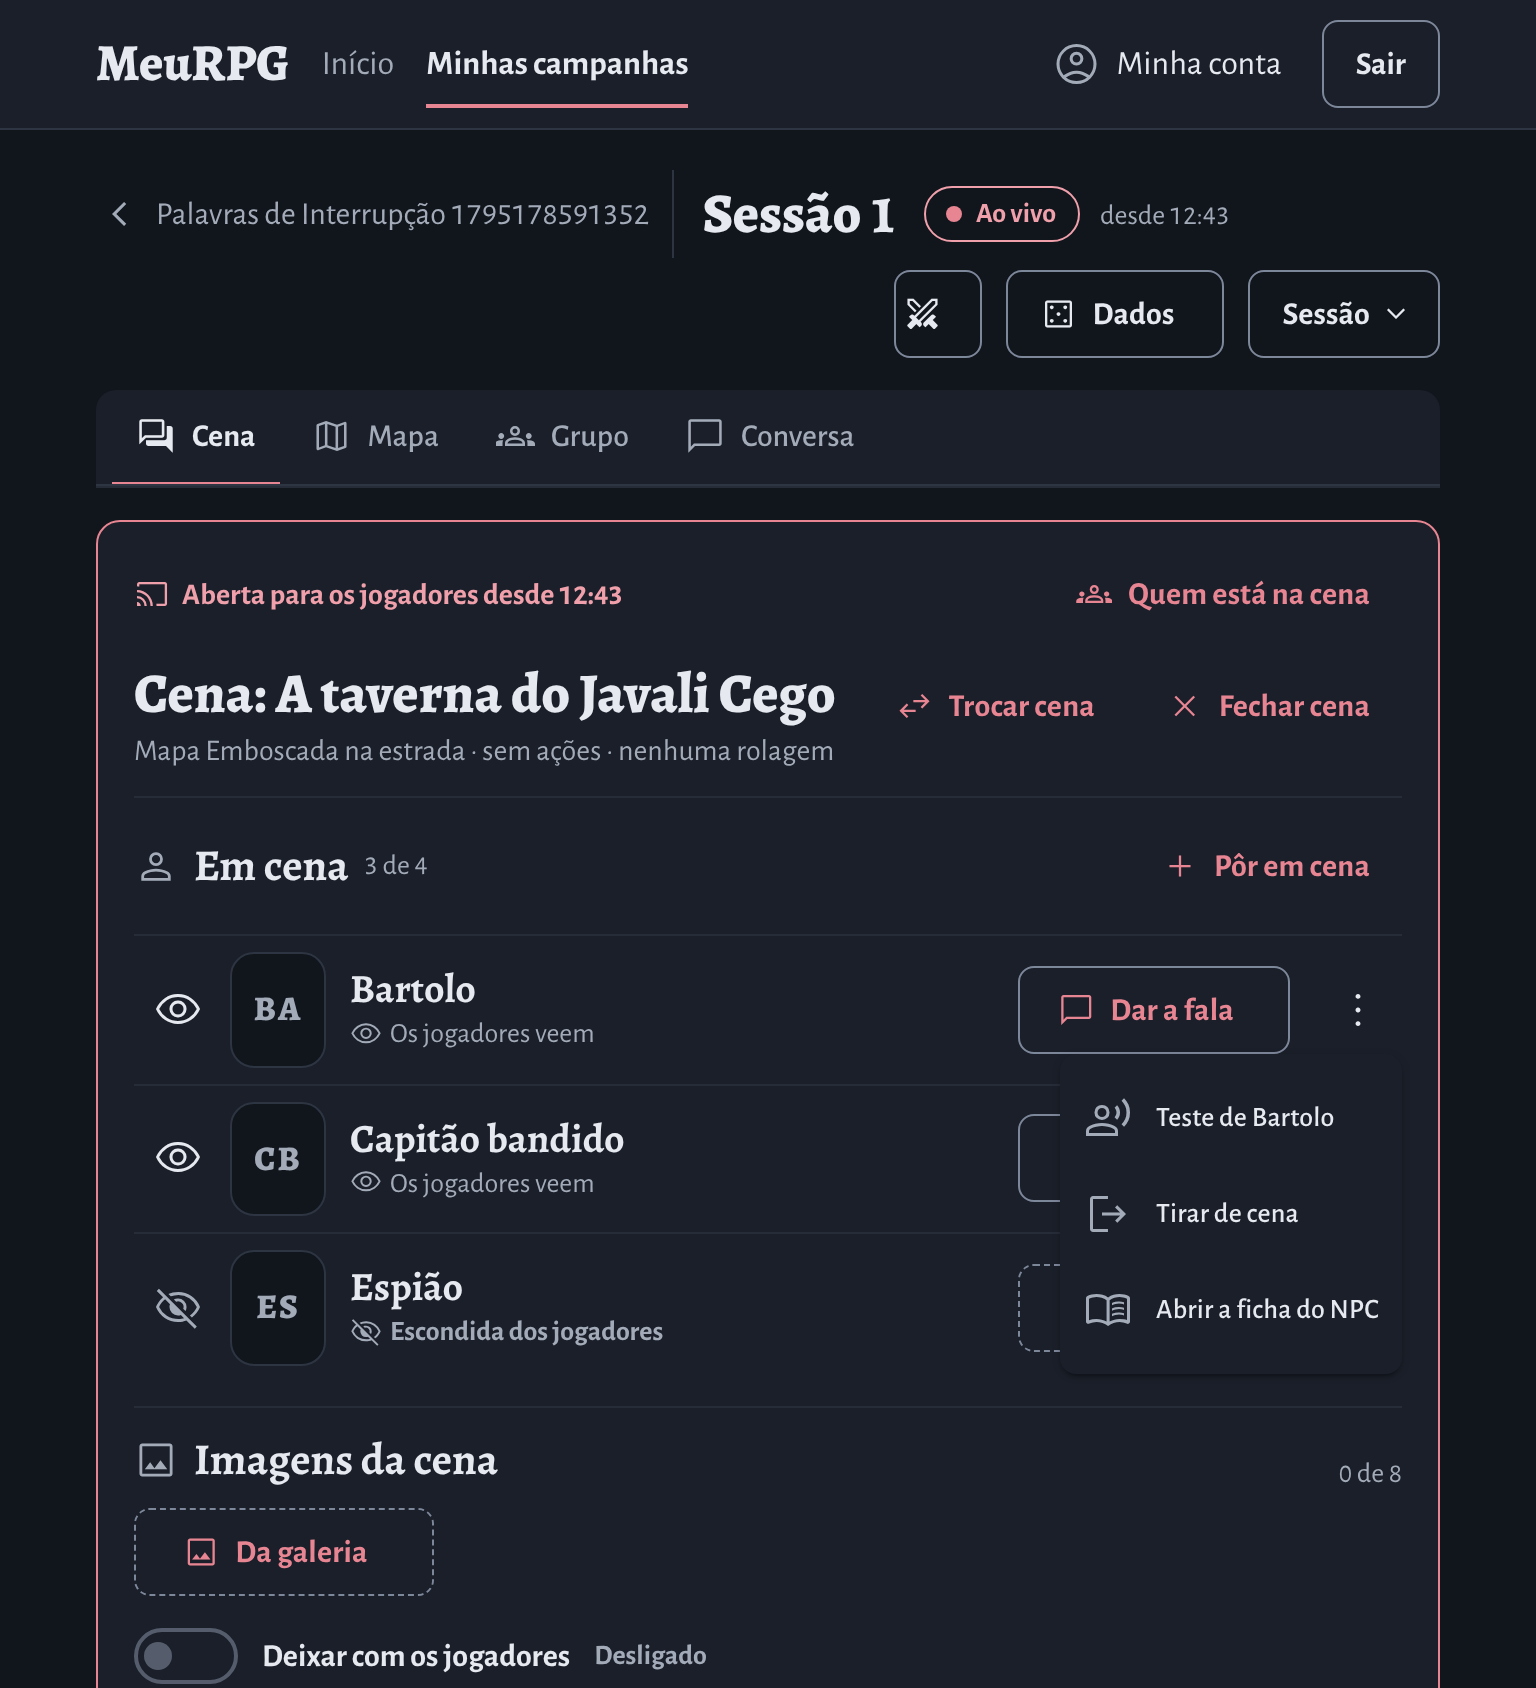 MeuRPG Início Minhas campanhas Minha conta Sair
Palavras de Interrupção 1795178591352 Sessão 1 Ao vivo desde 12:43
Dados Sessão
Cena Mapa Grupo Conversa
Aberta para os jogadores desde 12:43 Quem está na cena
Cena: A taverna do Javali Cego Trocar cena Fechar cena
Mapa Emboscada na estrada · sem ações · nenhuma rolagem
Em cena 3 de 4 Pôr em cena
BA Bartolo Dar a fala
Os jogadores veem
Teste de Bartolo
CB Capitão bandido
Os jogadores veem
Tirar de cena
ES Espião
Escondida dos jogadores
Abrir a ficha do NPC
Imagens da cena 0 de 8
Da galeria
Deixar com os jogadores Desligado